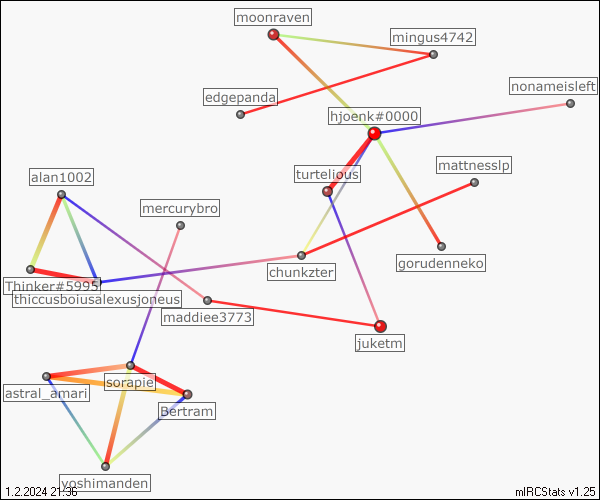 moonraven
mingus4742
nonameisleft
edgepanda
hjoenk#0000
mattnesslp
turtelious
alan1002
mercurybro
gorudenneko
chunkzter
Thinker#5995
thiccusboiusalexusjoneus
maddiee3773
juketm
sorapie
astral_amari
Bertram
yoshimanden
1.2.2024 21:36
mIRCStats v1.25